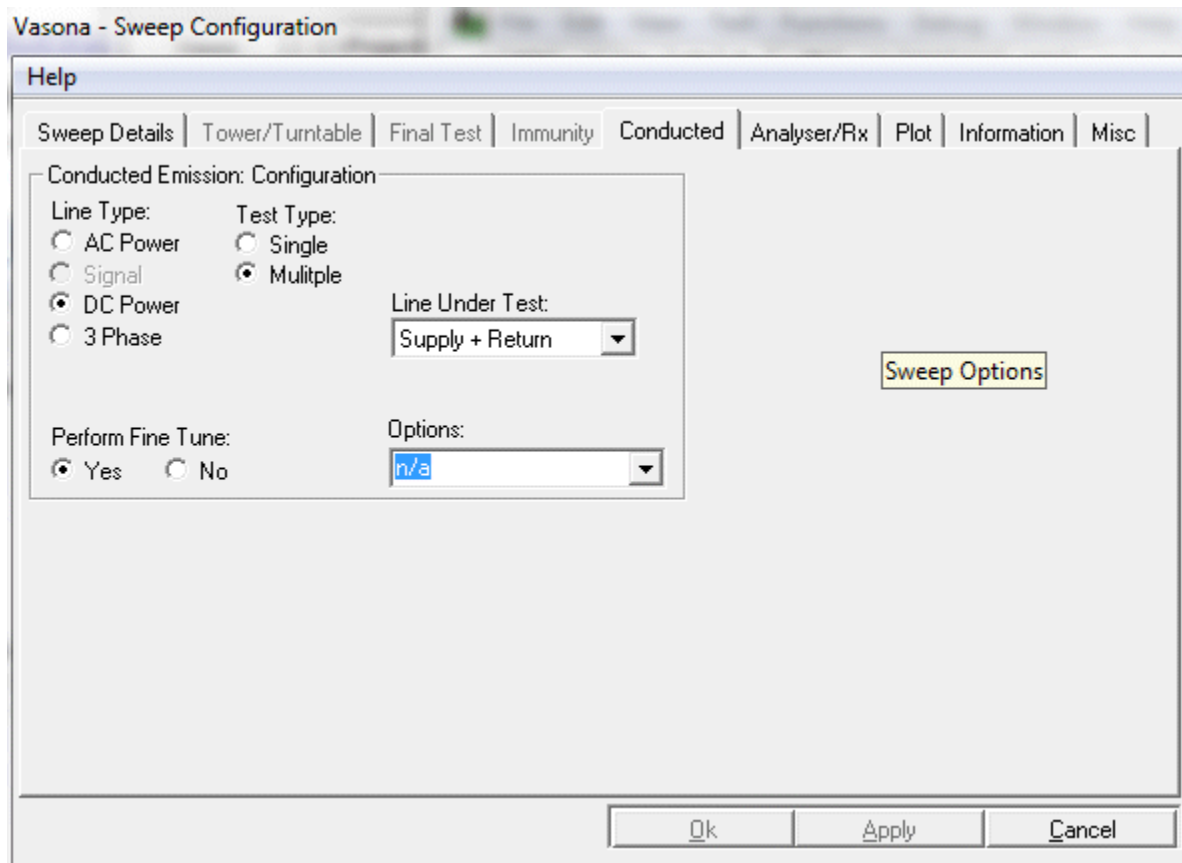 Vasona - Sweep Configuration
Help
Sweep Details Tower/Turntable Final Test Immunity Conducted Analyser/Rx Plot Information Misc
Conducted Emission: Configuration
Line Type: Test Type:
AC Power Single
Signal Mulitple
DC Power Line Under Test:
3 Phase Supply + Return
Sweep Options
Perform Fine Tune: Options:
Yes No n/a
Ok Apply Cancel